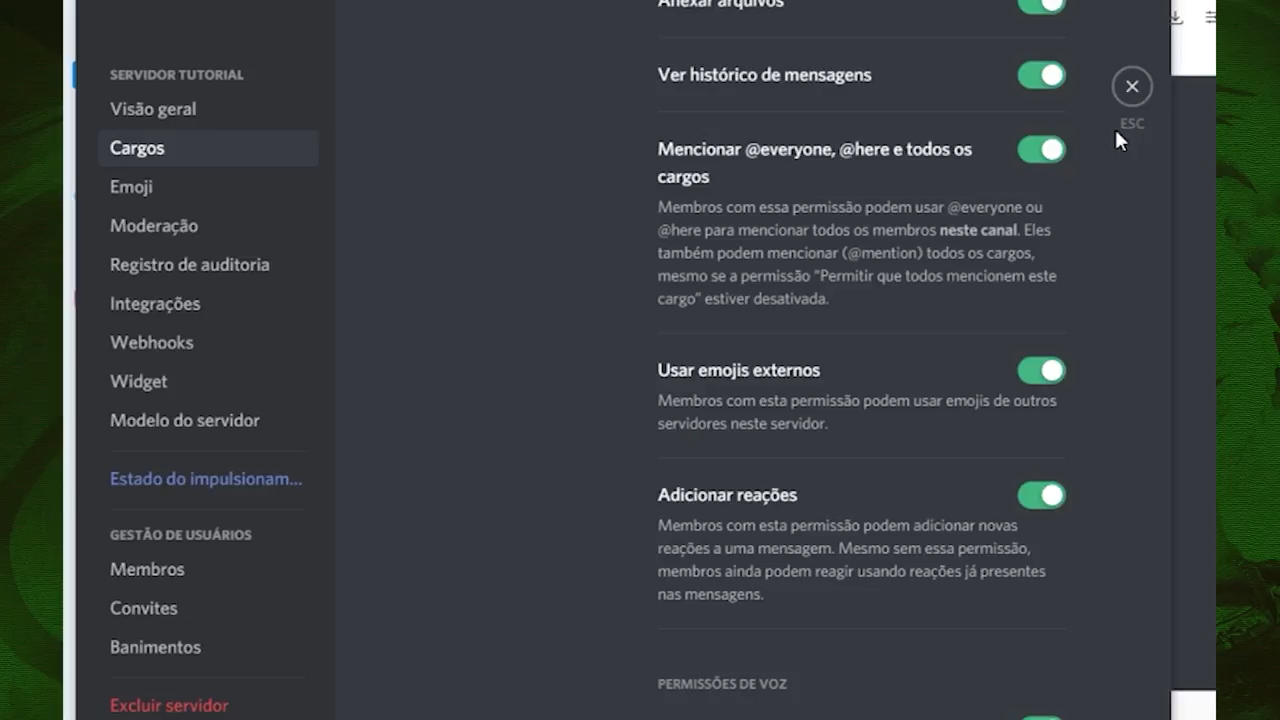 SERVIDOR TUTORIAL
Visão geral
Cargos
Emoji
Moderação
Registro de auditoria
Integrações
Webhooks
Widget
Modelo do servidor
Estado do impulsionam...
GESTÃO DE USUÁRIOS
Membros
Convites
Banimentos
Excluir servidor
Anexar arquivos
Ver histórico de mensagens
Mencionar @everyone, @here e todos os
cargos
Membros com essa permissão podem usar @everyone ou
@here para mencionar todos os membros neste canal. Eles
também podem mencionar (@mention) todos os cargos,
mesmo se a permissão "Permitir que todos mencionem este
cargo" estiver desativada.
Usar emojis externos
Membros com esta permissão podem usar emojis de outros
servidores neste servidor.
Adicionar reações
Membros com esta permissão podem adicionar novas
reações a uma mensagem. Mesmo sem essa permissão,
membros ainda podem reagir usando reações já presentes
nas mensagens.
PERMISSÕES DE VOZ
ESC